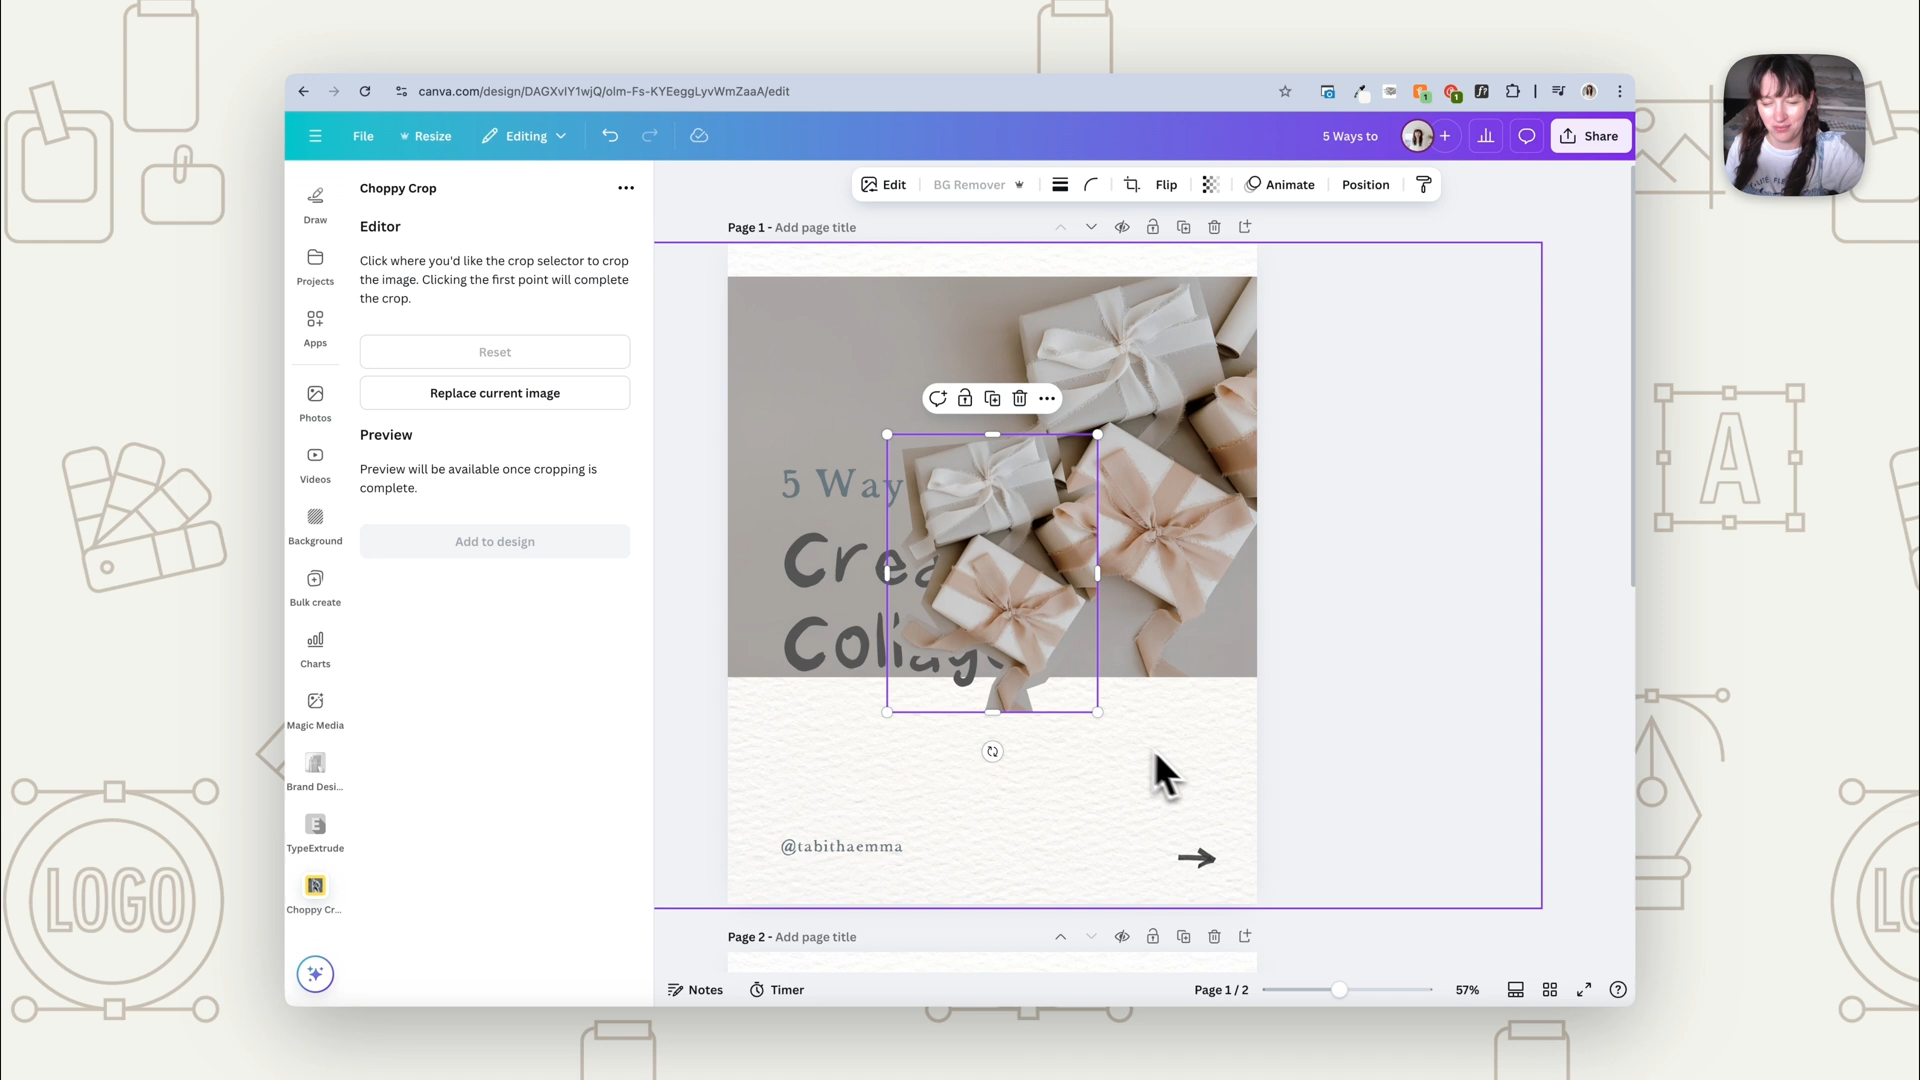 canva.com/design/DAGXvIY1wjQ/olm-Fs-KYEeggLyvWmZaaA/edit
File
Resize
Editing
5 Ways to
Share
Choppy Crop
Editor
Click where you'd like the crop selector to crop
the image. Clicking the first point will complete
the crop.
Reset
Replace current image
Preview
Preview will be available once cropping is
complete.
Add to design
Draw
Projects
Apps
Photos
Videos
Background
Bulk create
Charts
Magic Media
Brand Desi...
TypeExtrude
Choppy Cr...
Edit
BG Remover
Flip
Animate
Position
Page 1 - Add page title
5 Way
Crea
Collage
@tabithaemma
Page 2 - Add page title
Notes
Timer
Page 1 / 2
57%
LOGO
A